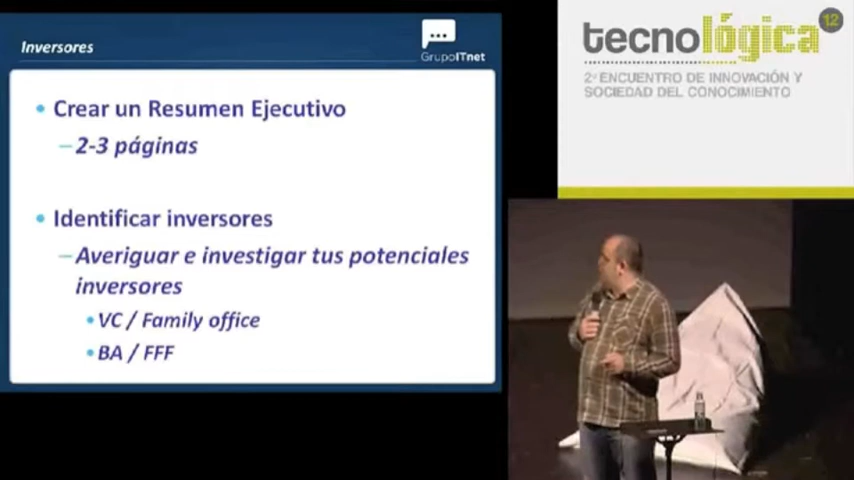 Inversores
GrupoITnet
• Crear un Resumen Ejecutivo
–2-3 páginas
• Identificar inversores
–Averiguar e investigar tus potenciales
inversores
•VC / Family office
•BA / FFF
tecnológica 12
2º ENCUENTRO DE INNOVACIÓN Y
SOCIEDAD DEL CONOCIMIENTO